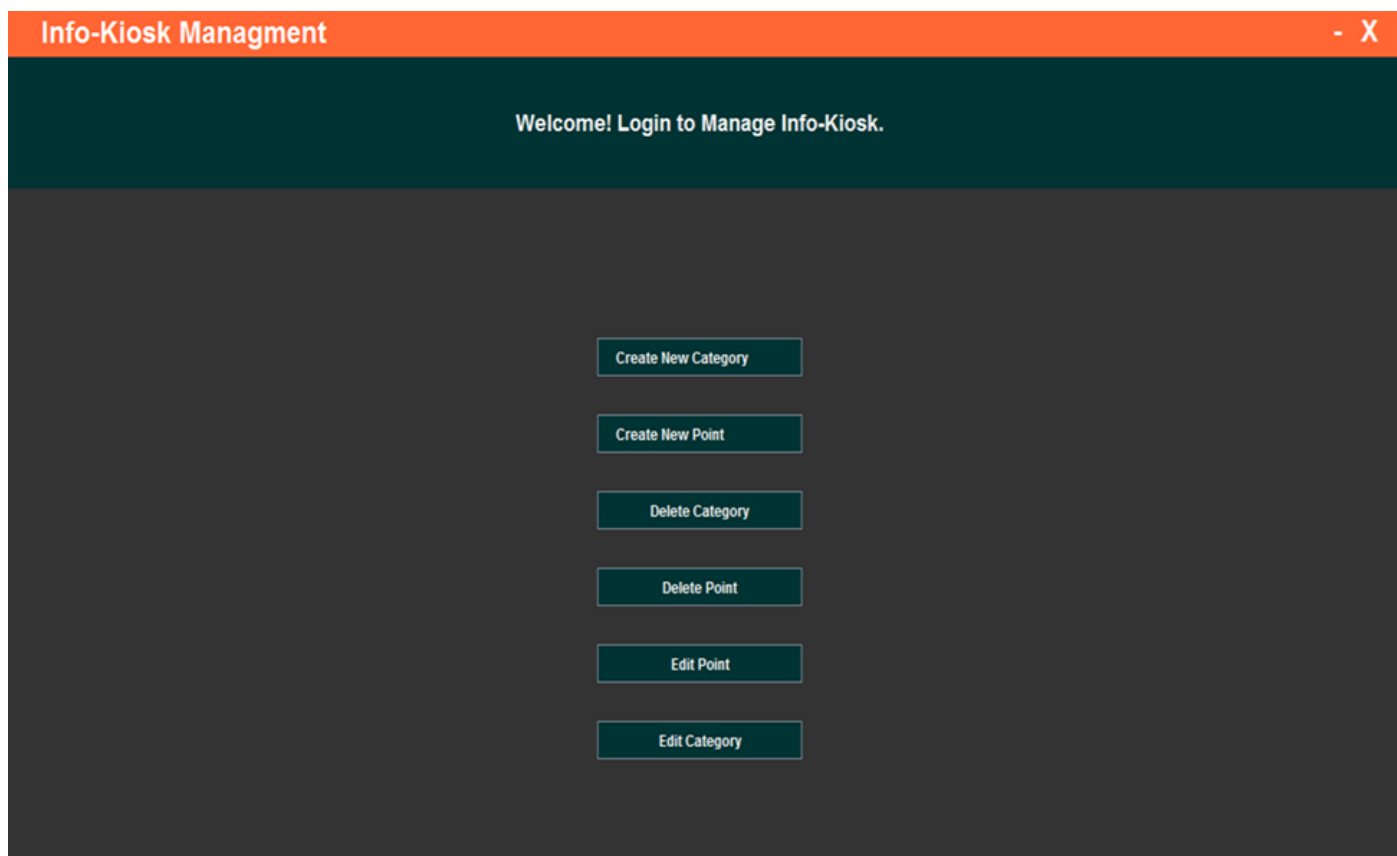 Info-Kiosk Managment - X
Welcome! Login to Manage Info-Kiosk.
Create New Category
Create New Point
Delete Category
Delete Point
Edit Point
Edit Category